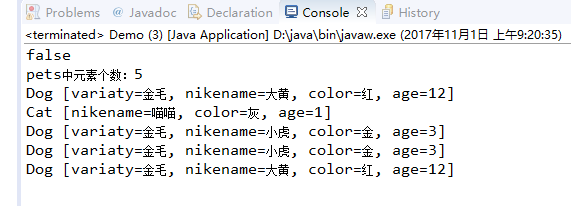 Problems @ Javadoc Declaration Console History
<terminated> Demo (3) [Java Application] D:\java\bin\javaw.exe (2017年11月1日 上午9:20:35)
false
pets中元素个数：5
Dog [variaty=金毛, nikename=大黄, color=红, age=12]
Cat [nikename=喵喵, color=灰, age=1]
Dog [variaty=金毛, nikename=小虎, color=金, age=3]
Dog [variaty=金毛, nikename=小虎, color=金, age=3]
Dog [variaty=金毛, nikename=大黄, color=红, age=12]